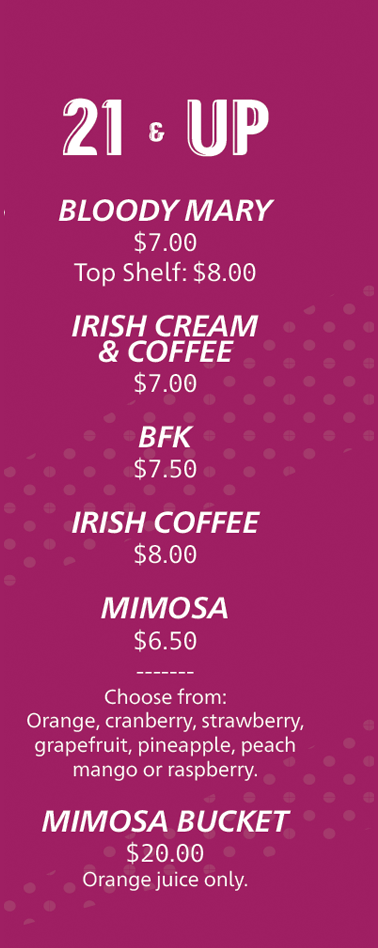 21 & UP
BLOODY MARY
$7.00
Top Shelf: $8.00
IRISH CREAM
& COFFEE
$7.00
BFK
$7.50
IRISH COFFEE
$8.00
MIMOSA
$6.50
-------
Choose from:
Orange, cranberry, strawberry,
grapefruit, pineapple, peach
mango or raspberry.
MIMOSA BUCKET
$20.00
Orange juice only.